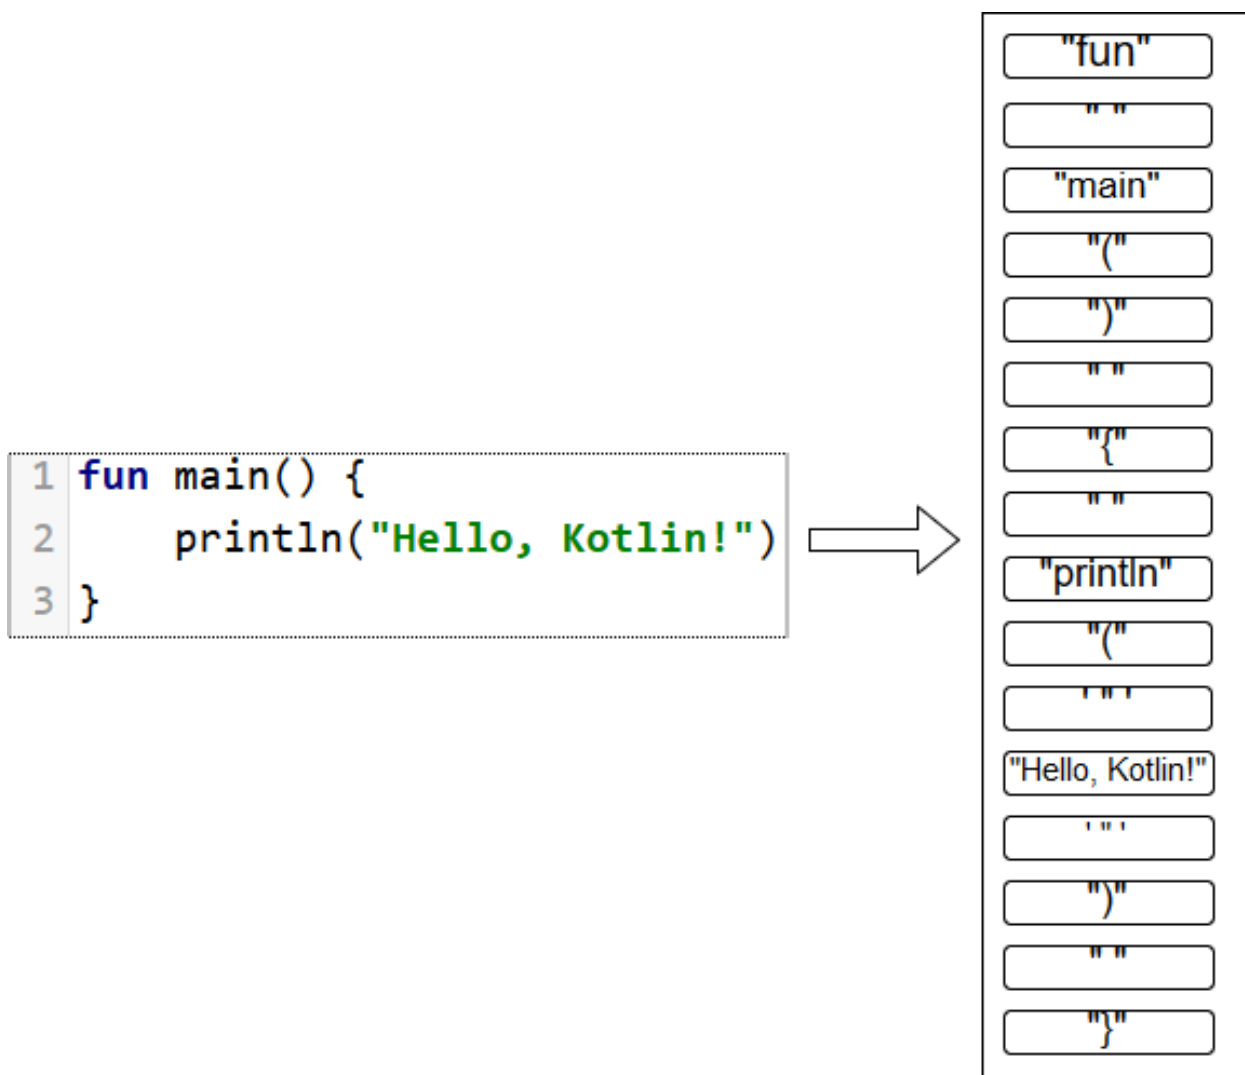 1 fun main() {
2     println("Hello, Kotlin!")
3 }
"fun"
" "
"main"
"("
")"
" "
"{"
" "
"println"
"("
' " '
"Hello, Kotlin!"
' " '
")"
" "
"}"